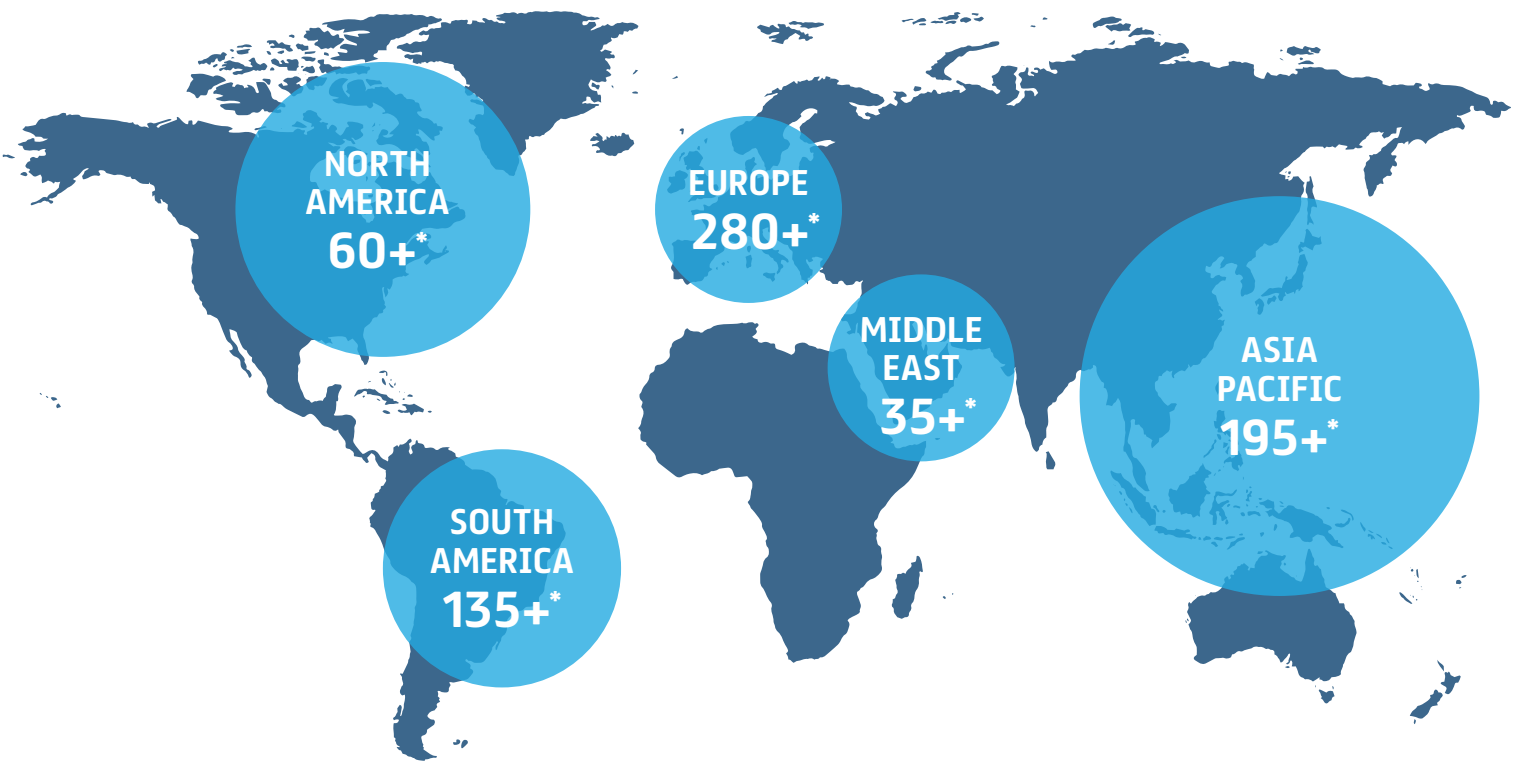 NORTH
AMERICA
60+*
EUROPE
280+*
MIDDLE
EAST
35+*
ASIA
PACIFIC
195+*
SOUTH
AMERICA
135+*